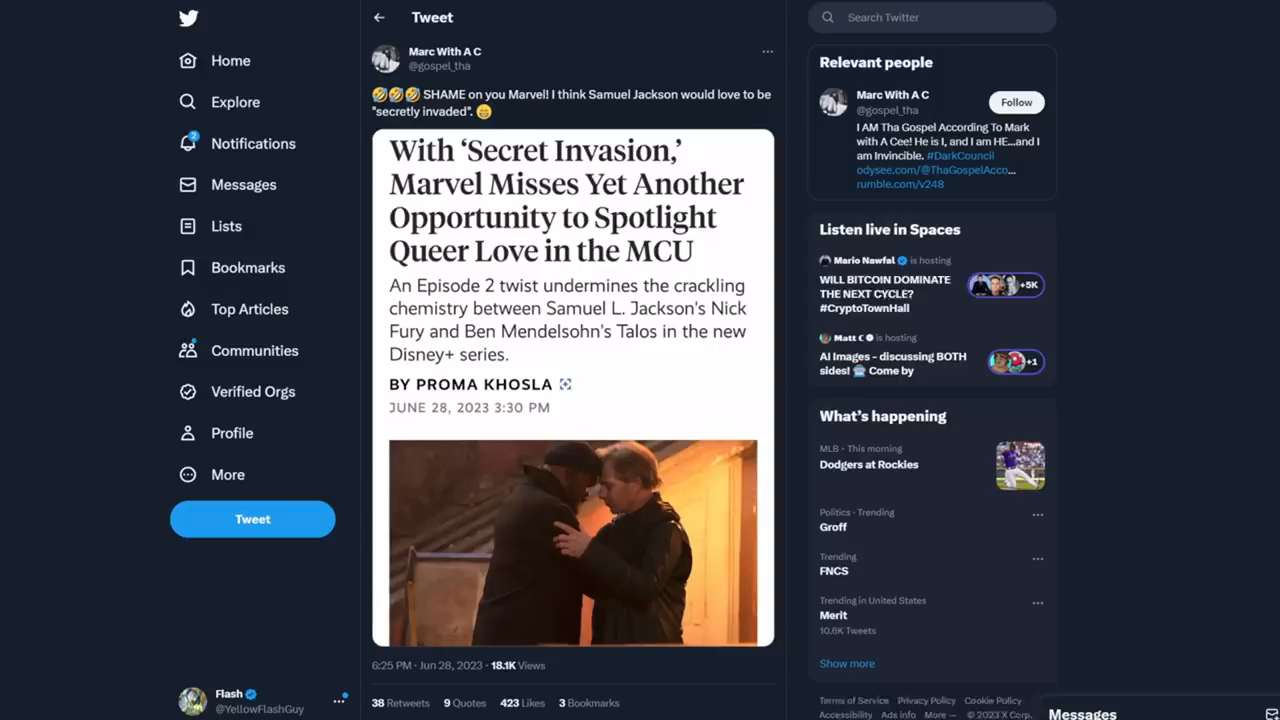 Home
Explore
2
Notifications
Messages
Lists
Bookmarks
Top Articles
Communities
Verified Orgs
Profile
More
Tweet
Flash
@YellowFlashGuy
Tweet
Marc With A C
@gospel_tha
SHAME on you Marvel! I think Samuel Jackson would love to be
"secretly invaded".
With ‘Secret Invasion,’
Marvel Misses Yet Another
Opportunity to Spotlight
Queer Love in the MCU
An Episode 2 twist undermines the crackling
chemistry between Samuel L. Jackson's Nick
Fury and Ben Mendelsohn's Talos in the new
Disney+ series.
BY PROMA KHOSLA
JUNE 28, 2023 3:30 PM
6:25 PM · Jun 28, 2023 · 18.1K Views
38 Retweets 9 Quotes 423 Likes 3 Bookmarks
Search Twitter
Relevant people
Marc With A C
@gospel_tha
Follow
I AM Tha Gospel According To Mark
with A Cee! He is I, and I am HE...and I
am Invincible. #DarkCouncil
odysee.com/@ThaGospelAcco...
rumble.com/v248
Listen live in Spaces
Mario Nawfal is hosting
WILL BITCOIN DOMINATE
THE NEXT CYCLE?
#CryptoTownHall
+5K
Matt C is hosting
AI Images - discussing BOTH
sides! Come by
+1
What's happening
MLB · This morning
Dodgers at Rockies
Politics · Trending
Groff
Trending
FNCS
Trending in United States
Merit
10.6K Tweets
Show more
Terms of Service Privacy Policy Cookie Policy
Accessibility Ads info More © 2023 X Corp.
Messages